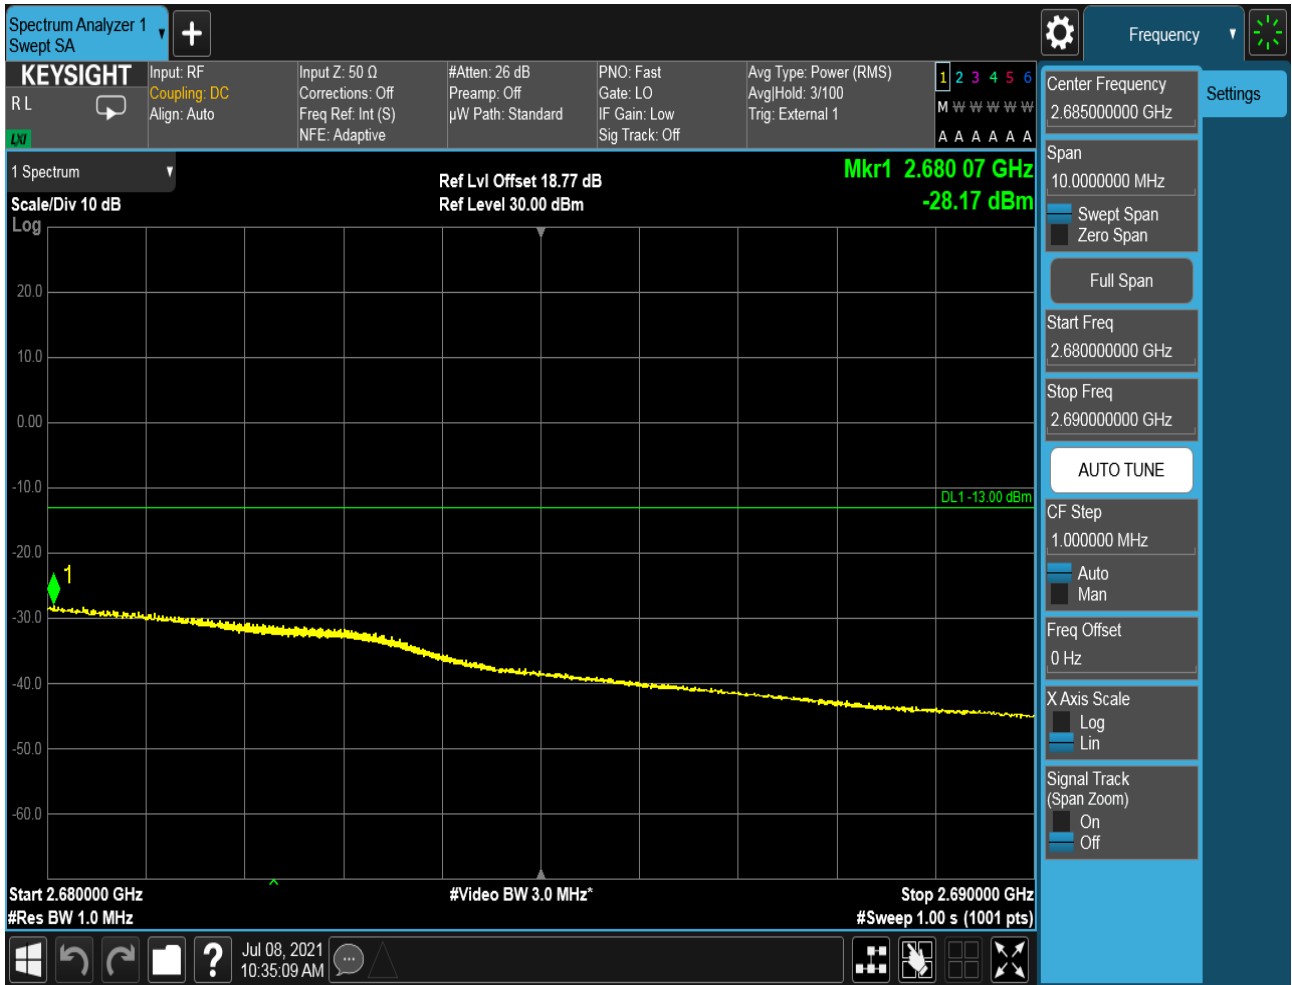 Spectrum Analyzer 1
Swept SA
Frequency
KEYSIGHT
R L
LXI
Input: RF
Coupling: DC
Align: Auto
Input Z: 50 Ω
Corrections: Off
Freq Ref: Int (S)
NFE: Adaptive
#Atten: 26 dB
Preamp: Off
µW Path: Standard
PNO: Fast
Gate: LO
IF Gain: Low
Sig Track: Off
Avg Type: Power (RMS)
Avg|Hold: 3/100
Trig: External 1
1 2 3 4 5 6
M W W W W W
A A A A A A
1 Spectrum
Scale/Div 10 dB
Log
Ref Lvl Offset 18.77 dB
Ref Level 30.00 dBm
Mkr1 2.680 07 GHz
-28.17 dBm
20.0
10.0
0.00
-10.0
-20.0
-30.0
-40.0
-50.0
-60.0
DL1 -13.00 dBm
1
Start 2.680000 GHz
#Res BW 1.0 MHz
#Video BW 3.0 MHz*
Stop 2.690000 GHz
#Sweep 1.00 s (1001 pts)
Jul 08, 2021
10:35:09 AM
Settings
Center Frequency
2.685000000 GHz
Span
10.0000000 MHz
Swept Span
Zero Span
Full Span
Start Freq
2.680000000 GHz
Stop Freq
2.690000000 GHz
AUTO TUNE
CF Step
1.000000 MHz
Auto
Man
Freq Offset
0 Hz
X Axis Scale
Log
Lin
Signal Track
(Span Zoom)
On
Off